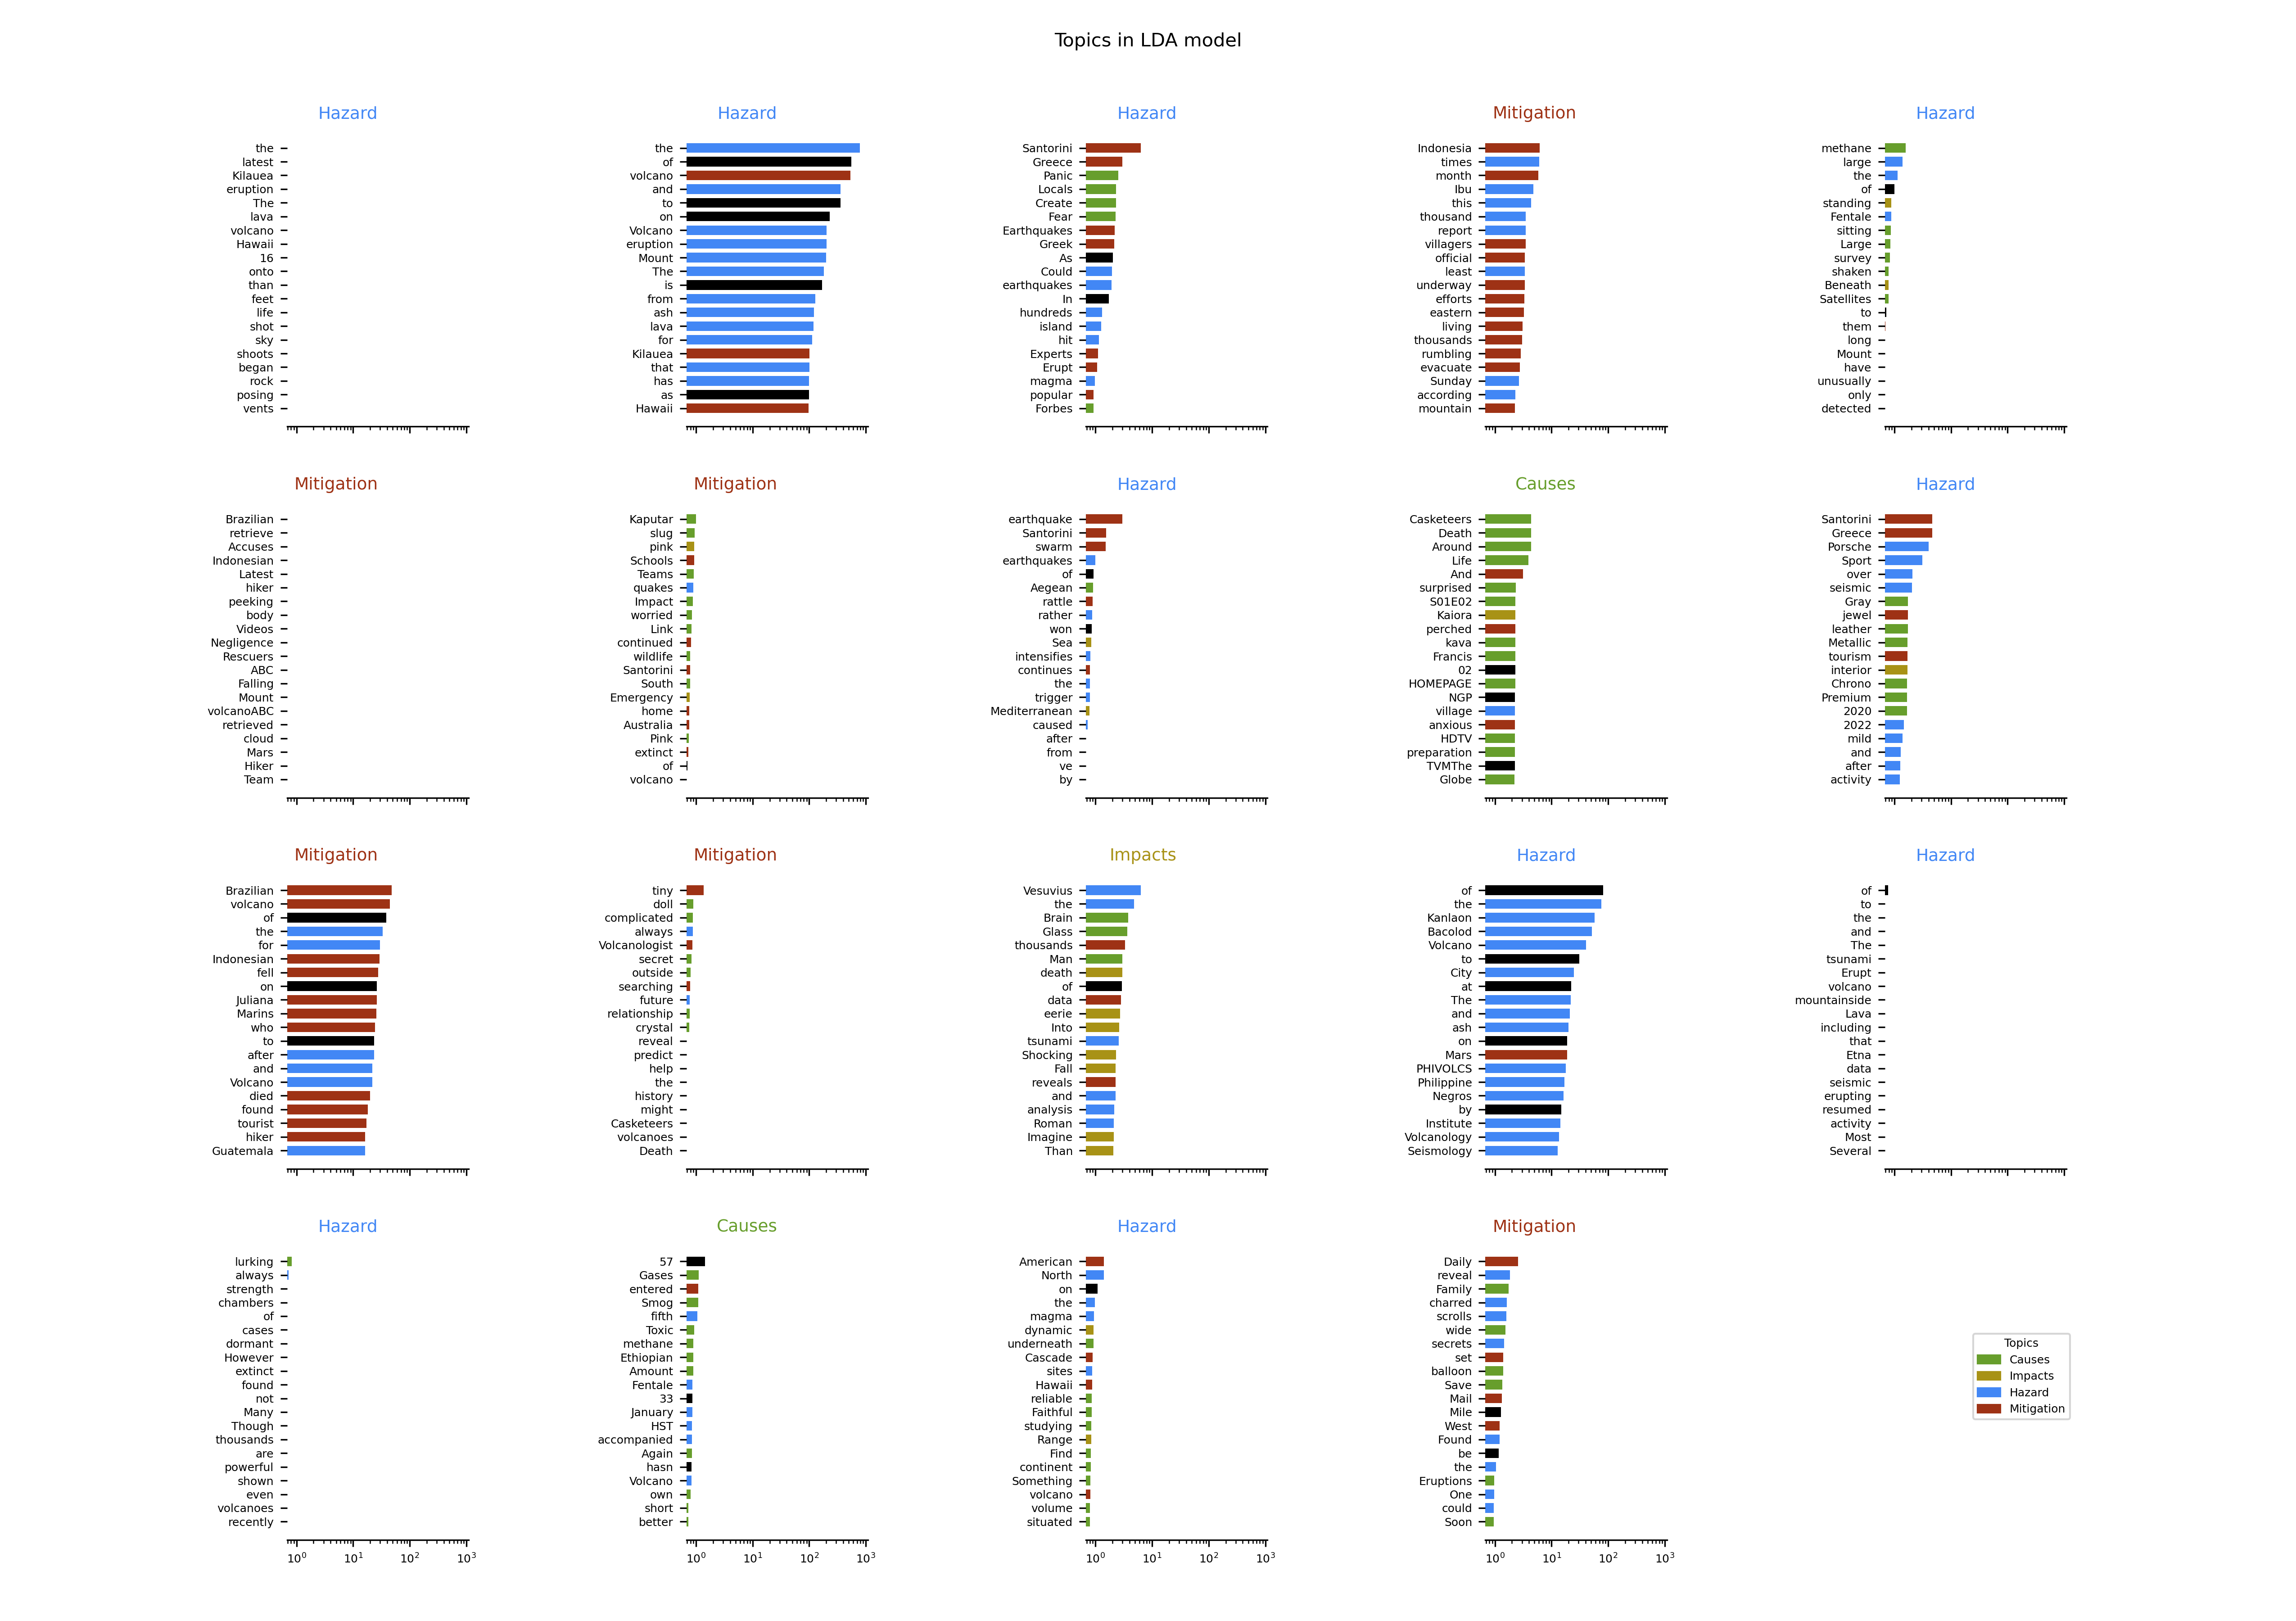 Topics in LDA model
Hazard
the
latest
Kilauea
eruption
The
lava
volcano
Hawaii
16
onto
than
feet
life
shot
sky
shoots
began
rock
posing
vents
Hazard
the
of
volcano
and
to
on
Volcano
eruption
Mount
The
is
from
ash
lava
for
Kilauea
that
has
as
Hawaii
Hazard
Santorini
Greece
Panic
Locals
Create
Fear
Earthquakes
Greek
As
Could
earthquakes
In
hundreds
island
hit
Experts
Erupt
magma
popular
Forbes
Mitigation
Indonesia
times
month
Ibu
this
thousand
report
villagers
official
least
underway
efforts
eastern
living
thousands
rumbling
evacuate
Sunday
according
mountain
Hazard
methane
large
the
of
standing
Fentale
sitting
Large
survey
shaken
Beneath
Satellites
to
them
long
Mount
have
unusually
only
detected
Mitigation
Brazilian
retrieve
Accuses
Indonesian
Latest
hiker
peeking
body
Videos
Negligence
Rescuers
ABC
Falling
Mount
volcanoABC
retrieved
cloud
Mars
Hiker
Team
Mitigation
Kaputar
slug
pink
Schools
Teams
quakes
Impact
worried
Link
continued
wildlife
Santorini
South
Emergency
home
Australia
Pink
extinct
of
volcano
Hazard
earthquake
Santorini
swarm
earthquakes
of
Aegean
rattle
rather
won
Sea
intensifies
continues
the
trigger
Mediterranean
caused
after
from
ve
by
Causes
Casketeers
Death
Around
Life
And
surprised
S01E02
Kaiora
perched
kava
Francis
02
HOMEPAGE
NGP
village
anxious
HDTV
preparation
TVMThe
Globe
Hazard
Santorini
Greece
Porsche
Sport
over
seismic
Gray
jewel
leather
Metallic
tourism
interior
Chrono
Premium
2020
2022
mild
and
after
activity
Mitigation
Brazilian
volcano
of
the
for
Indonesian
fell
on
Juliana
Marins
who
to
after
and
Volcano
died
found
tourist
hiker
Guatemala
Mitigation
tiny
doll
complicated
always
Volcanologist
secret
outside
searching
future
relationship
crystal
reveal
predict
help
the
history
might
Casketeers
volcanoes
Death
Impacts
Vesuvius
the
Brain
Glass
thousands
Man
death
of
data
eerie
Into
tsunami
Shocking
Fall
reveals
and
analysis
Roman
Imagine
Than
Hazard
of
the
Kanlaon
Bacolod
Volcano
to
City
at
The
and
ash
on
Mars
PHIVOLCS
Philippine
Negros
by
Institute
Volcanology
Seismology
Hazard
of
to
the
and
The
tsunami
Erupt
volcano
mountainside
Lava
including
that
Etna
data
seismic
erupting
resumed
activity
Most
Several
Hazard
lurking
always
strength
chambers
of
cases
dormant
However
extinct
found
not
Many
Though
thousands
are
powerful
shown
even
volcanoes
recently
10⁰ 10¹ 10² 10³
Causes
57
Gases
entered
Smog
fifth
Toxic
methane
Ethiopian
Amount
Fentale
33
January
HST
accompanied
Again
hasn
Volcano
own
short
better
10⁰ 10¹ 10² 10³
Hazard
American
North
on
the
magma
dynamic
underneath
Cascade
sites
Hawaii
reliable
Faithful
studying
Range
Find
continent
Something
volcano
volume
situated
10⁰ 10¹ 10² 10³
Mitigation
Daily
reveal
Family
charred
scrolls
wide
secrets
set
balloon
Save
Mail
Mile
West
Found
be
the
Eruptions
One
could
Soon
10⁰ 10¹ 10² 10³
Topics
Causes
Impacts
Hazard
Mitigation